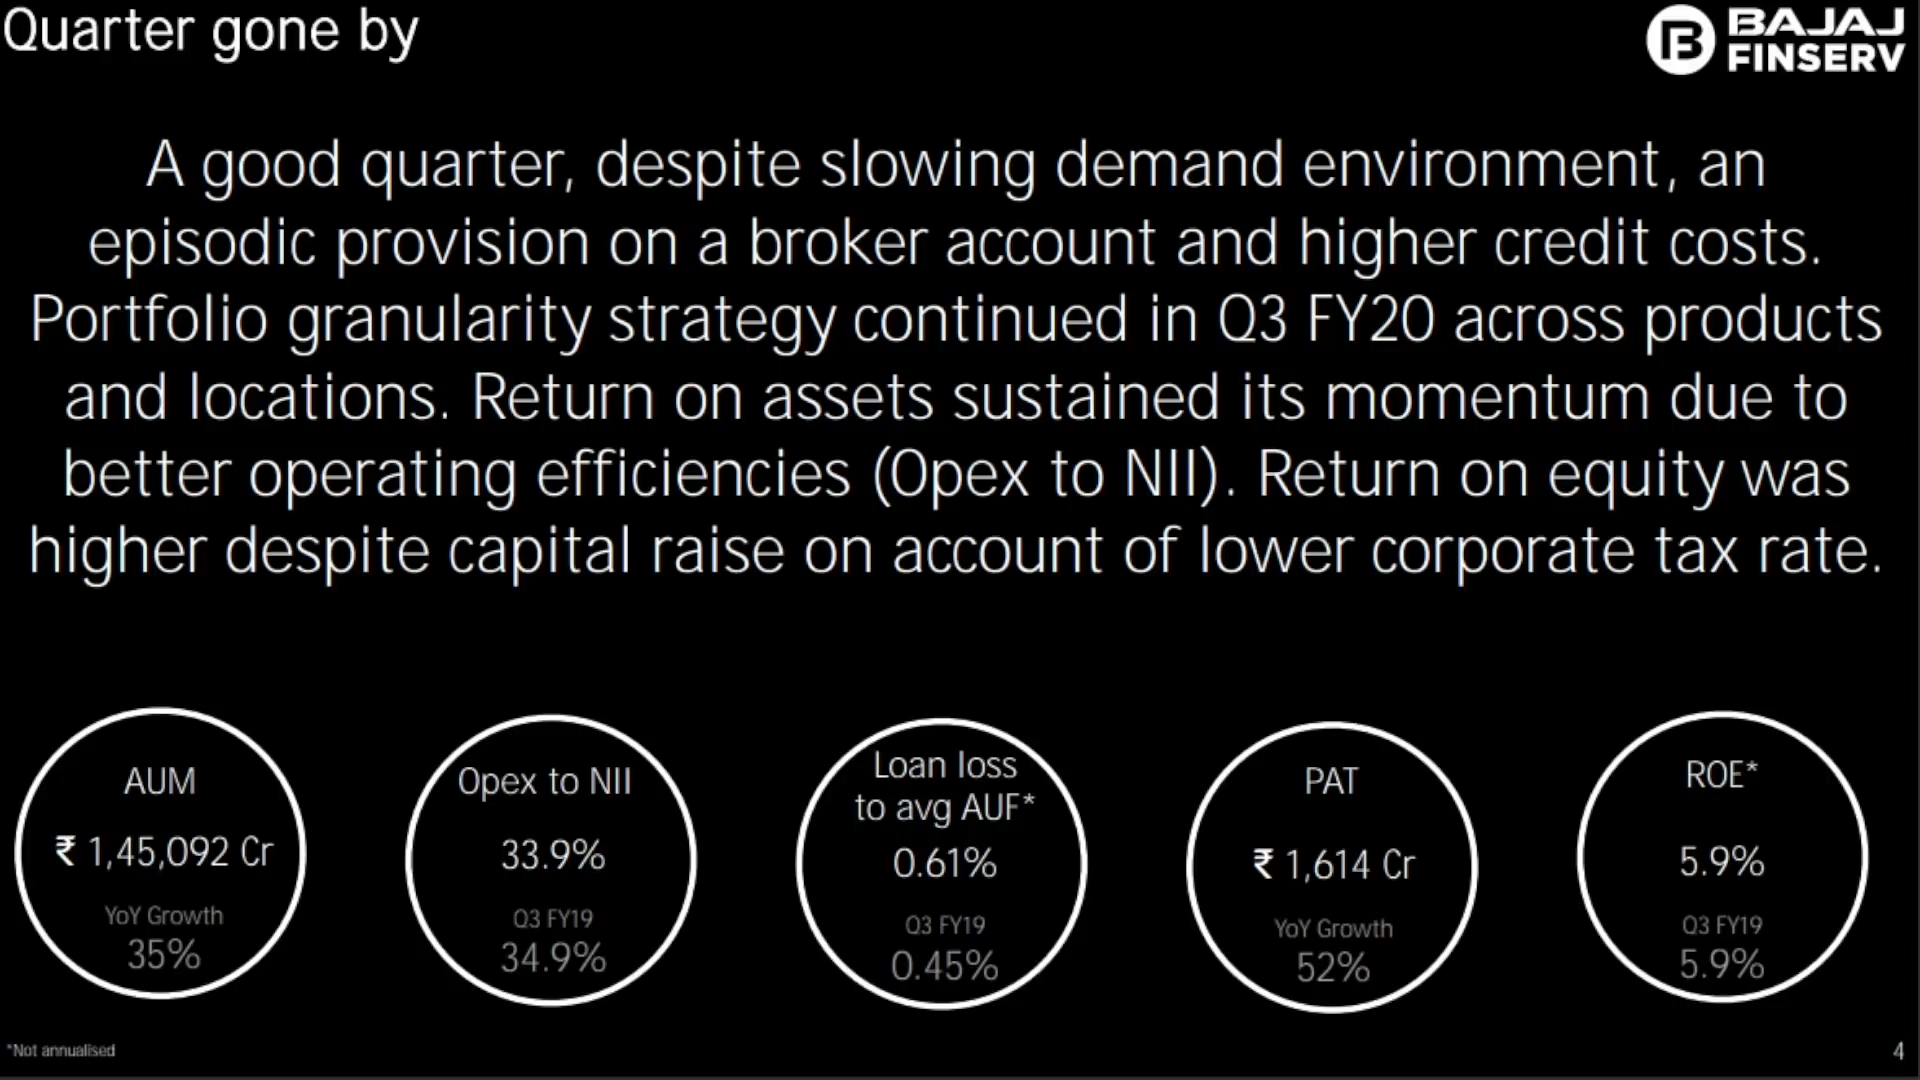 Quarter gone by
BAJAJ
FINSERV
A good quarter, despite slowing demand environment, an
episodic provision on a broker account and higher credit costs.
Portfolio granularity strategy continued in Q3 FY20 across products
and locations. Return on assets sustained its momentum due to
better operating efficiencies (Opex to NII). Return on equity was
higher despite capital raise on account of lower corporate tax rate.
AUM
₹ 1,45,092 Cr
YoY Growth
35%
Opex to NII
33.9%
Q3 FY19
34.9%
Loan loss
to avg AUF*
0.61%
Q3 FY19
0.45%
PAT
₹ 1,614 Cr
YoY Growth
52%
ROE*
5.9%
Q3 FY19
5.9%
*Not annualised
4